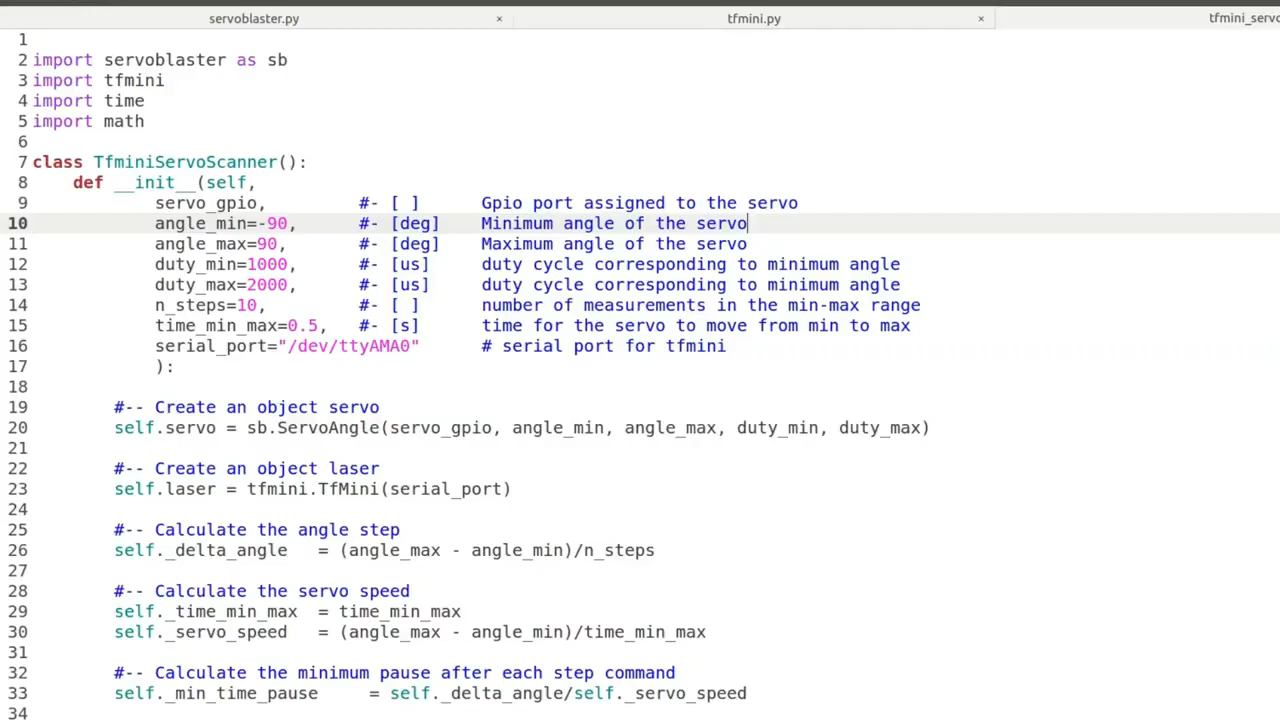 servoblaster.py × tfmini.py × tfmini_servo
1
2 import servoblaster as sb
3 import tfmini
4 import time
5 import math
6
7 class TfminiServoScanner():
8     def __init__(self,
9             servo_gpio,         #- [ ]      Gpio port assigned to the servo
10             angle_min=-90,      #- [deg]    Minimum angle of the servo
11             angle_max=90,       #- [deg]    Maximum angle of the servo
12             duty_min=1000,      #- [us]     duty cycle corresponding to minimum angle
13             duty_max=2000,      #- [us]     duty cycle corresponding to minimum angle
14             n_steps=10,         #- [ ]      number of measurements in the min-max range
15             time_min_max=0.5,   #- [s]      time for the servo to move from min to max
16             serial_port="/dev/ttyAMA0"      # serial port for tfmini
17             ):
18
19         #-- Create an object servo
20         self.servo = sb.ServoAngle(servo_gpio, angle_min, angle_max, duty_min, duty_max)
21
22         #-- Create an object laser
23         self.laser = tfmini.TfMini(serial_port)
24
25         #-- Calculate the angle step
26         self._delta_angle   = (angle_max - angle_min)/n_steps
27
28         #-- Calculate the servo speed
29         self._time_min_max  = time_min_max
30         self._servo_speed   = (angle_max - angle_min)/time_min_max
31
32         #-- Calculate the minimum pause after each step command
33         self._min_time_pause     = self._delta_angle/self._servo_speed
34